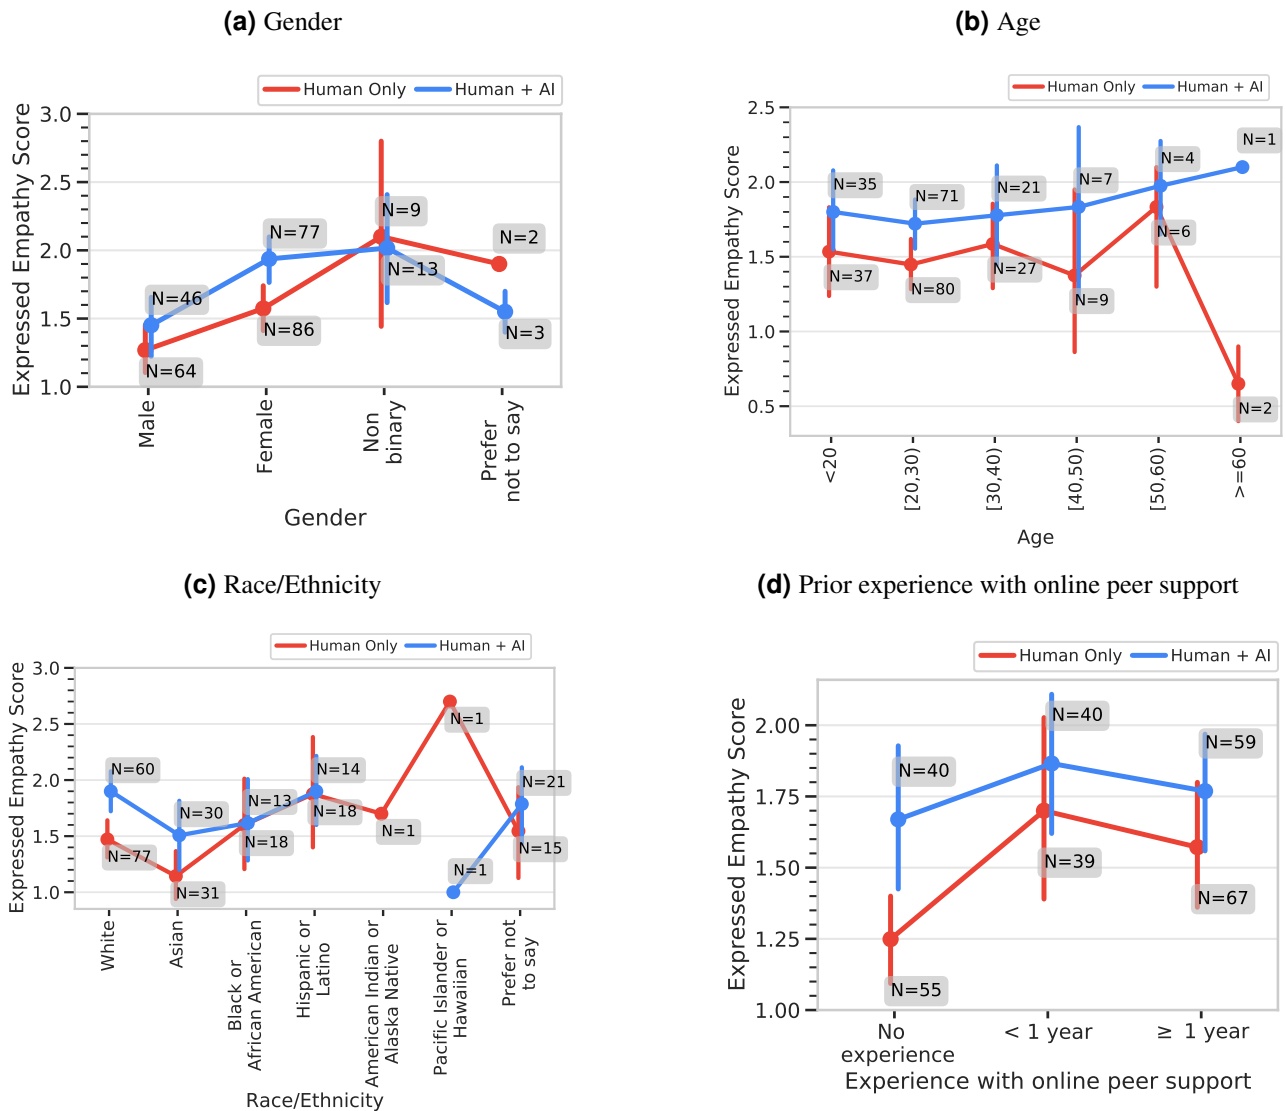 (a) Gender
Human Only Human + AI
Expressed Empathy Score
3.0
2.5
2.0
1.5
1.0
N=46
N=64
N=77
N=86
N=9
N=13
N=2
N=3
Male
Female
Non
binary
Prefer
not to say
Gender
(b) Age
Human Only Human + AI
Expressed Empathy Score
2.5
2.0
1.5
1.0
0.5
N=35
N=37
N=71
N=80
N=21
N=27
N=7
N=9
N=4
N=6
N=1
N=2
<20
[20,30)
[30,40)
[40,50)
[50,60)
>=60
Age
(c) Race/Ethnicity
Human Only Human + AI
Expressed Empathy Score
3.0
2.5
2.0
1.5
1.0
N=60
N=77
N=30
N=31
N=13
N=18
N=14
N=18
N=1
N=1
N=1
N=21
N=15
White
Asian
Black or
African American
Hispanic or
Latino
American Indian or
Alaska Native
Pacific Islander or
Hawaiian
Prefer not
to say
Race/Ethnicity
(d) Prior experience with online peer support
Human Only Human + AI
Expressed Empathy Score
2.00
1.75
1.50
1.25
1.00
N=40
N=55
N=40
N=39
N=59
N=67
No
experience
< 1 year
≥ 1 year
Experience with online peer support